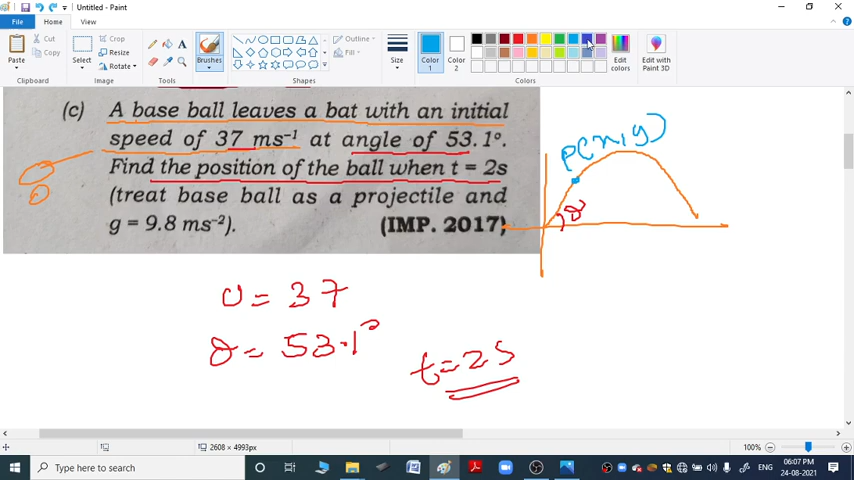 Untitled - Paint
File Home View
Cut
Copy
Paste
Clipboard
Crop
Resize
Rotate
Select
Image
A
Tools
Brushes
Outline
Fill
Shapes
Size
Color 1
Color 2
Edit colors
Edit with Paint 3D
Colors
(c) A base ball leaves a bat with an initial
speed of 37 ms⁻¹ at angle of 53.1°.
Find the position of the ball when t = 2s
(treat base ball as a projectile and
g = 9.8 ms⁻²). (IMP. 2017;
P(x,y)
θ
U = 37
θ = 53.1°
t = 2s
2608 × 4993px
100%
Type here to search
ENG
06:07 PM
24-08-2021